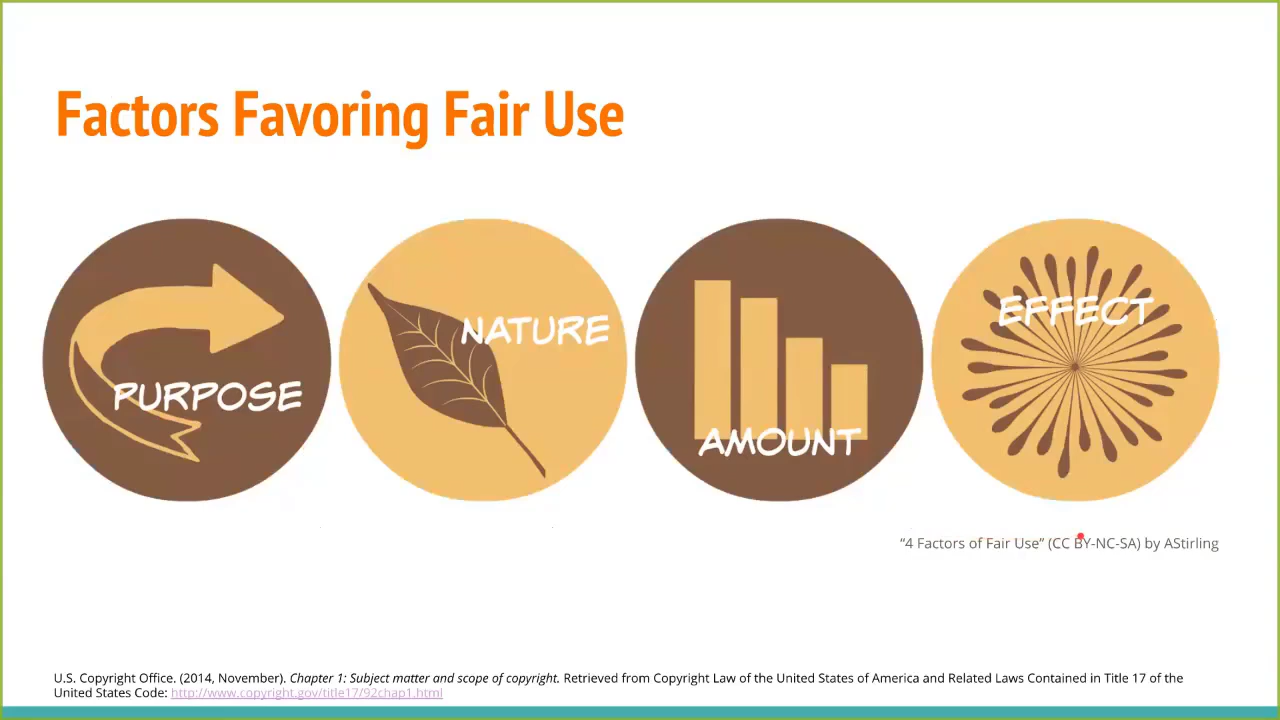 Factors Favoring Fair Use
PURPOSE
NATURE
AMOUNT
EFFECT
“4 Factors of Fair Use” (CC BY-NC-SA) by AStirling
U.S. Copyright Office. (2014, November). Chapter 1: Subject matter and scope of copyright. Retrieved from Copyright Law of the United States of America and Related Laws Contained in Title 17 of the
United States Code: http://www.copyright.gov/title17/92chap1.html